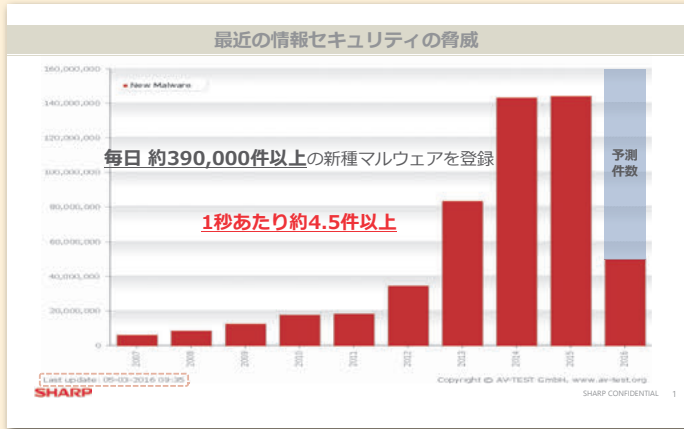 最近の情報セキュリティの脅威
160,000,000
New Malware
140,000,000
120,000,000
毎日 約390,000件以上の新種マルウェアを登録
予測
件数
100,000,000
80,000,000
1秒あたり約4.5件以上
60,000,000
40,000,000
20,000,000
0
2007
2008
2009
2010
2011
2012
2013
2014
2015
2016
Last update: 05-03-2016 09:35
Copyright © AV-TEST GmbH, www.av-test.org
SHARP
SHARP CONFIDENTIAL 1